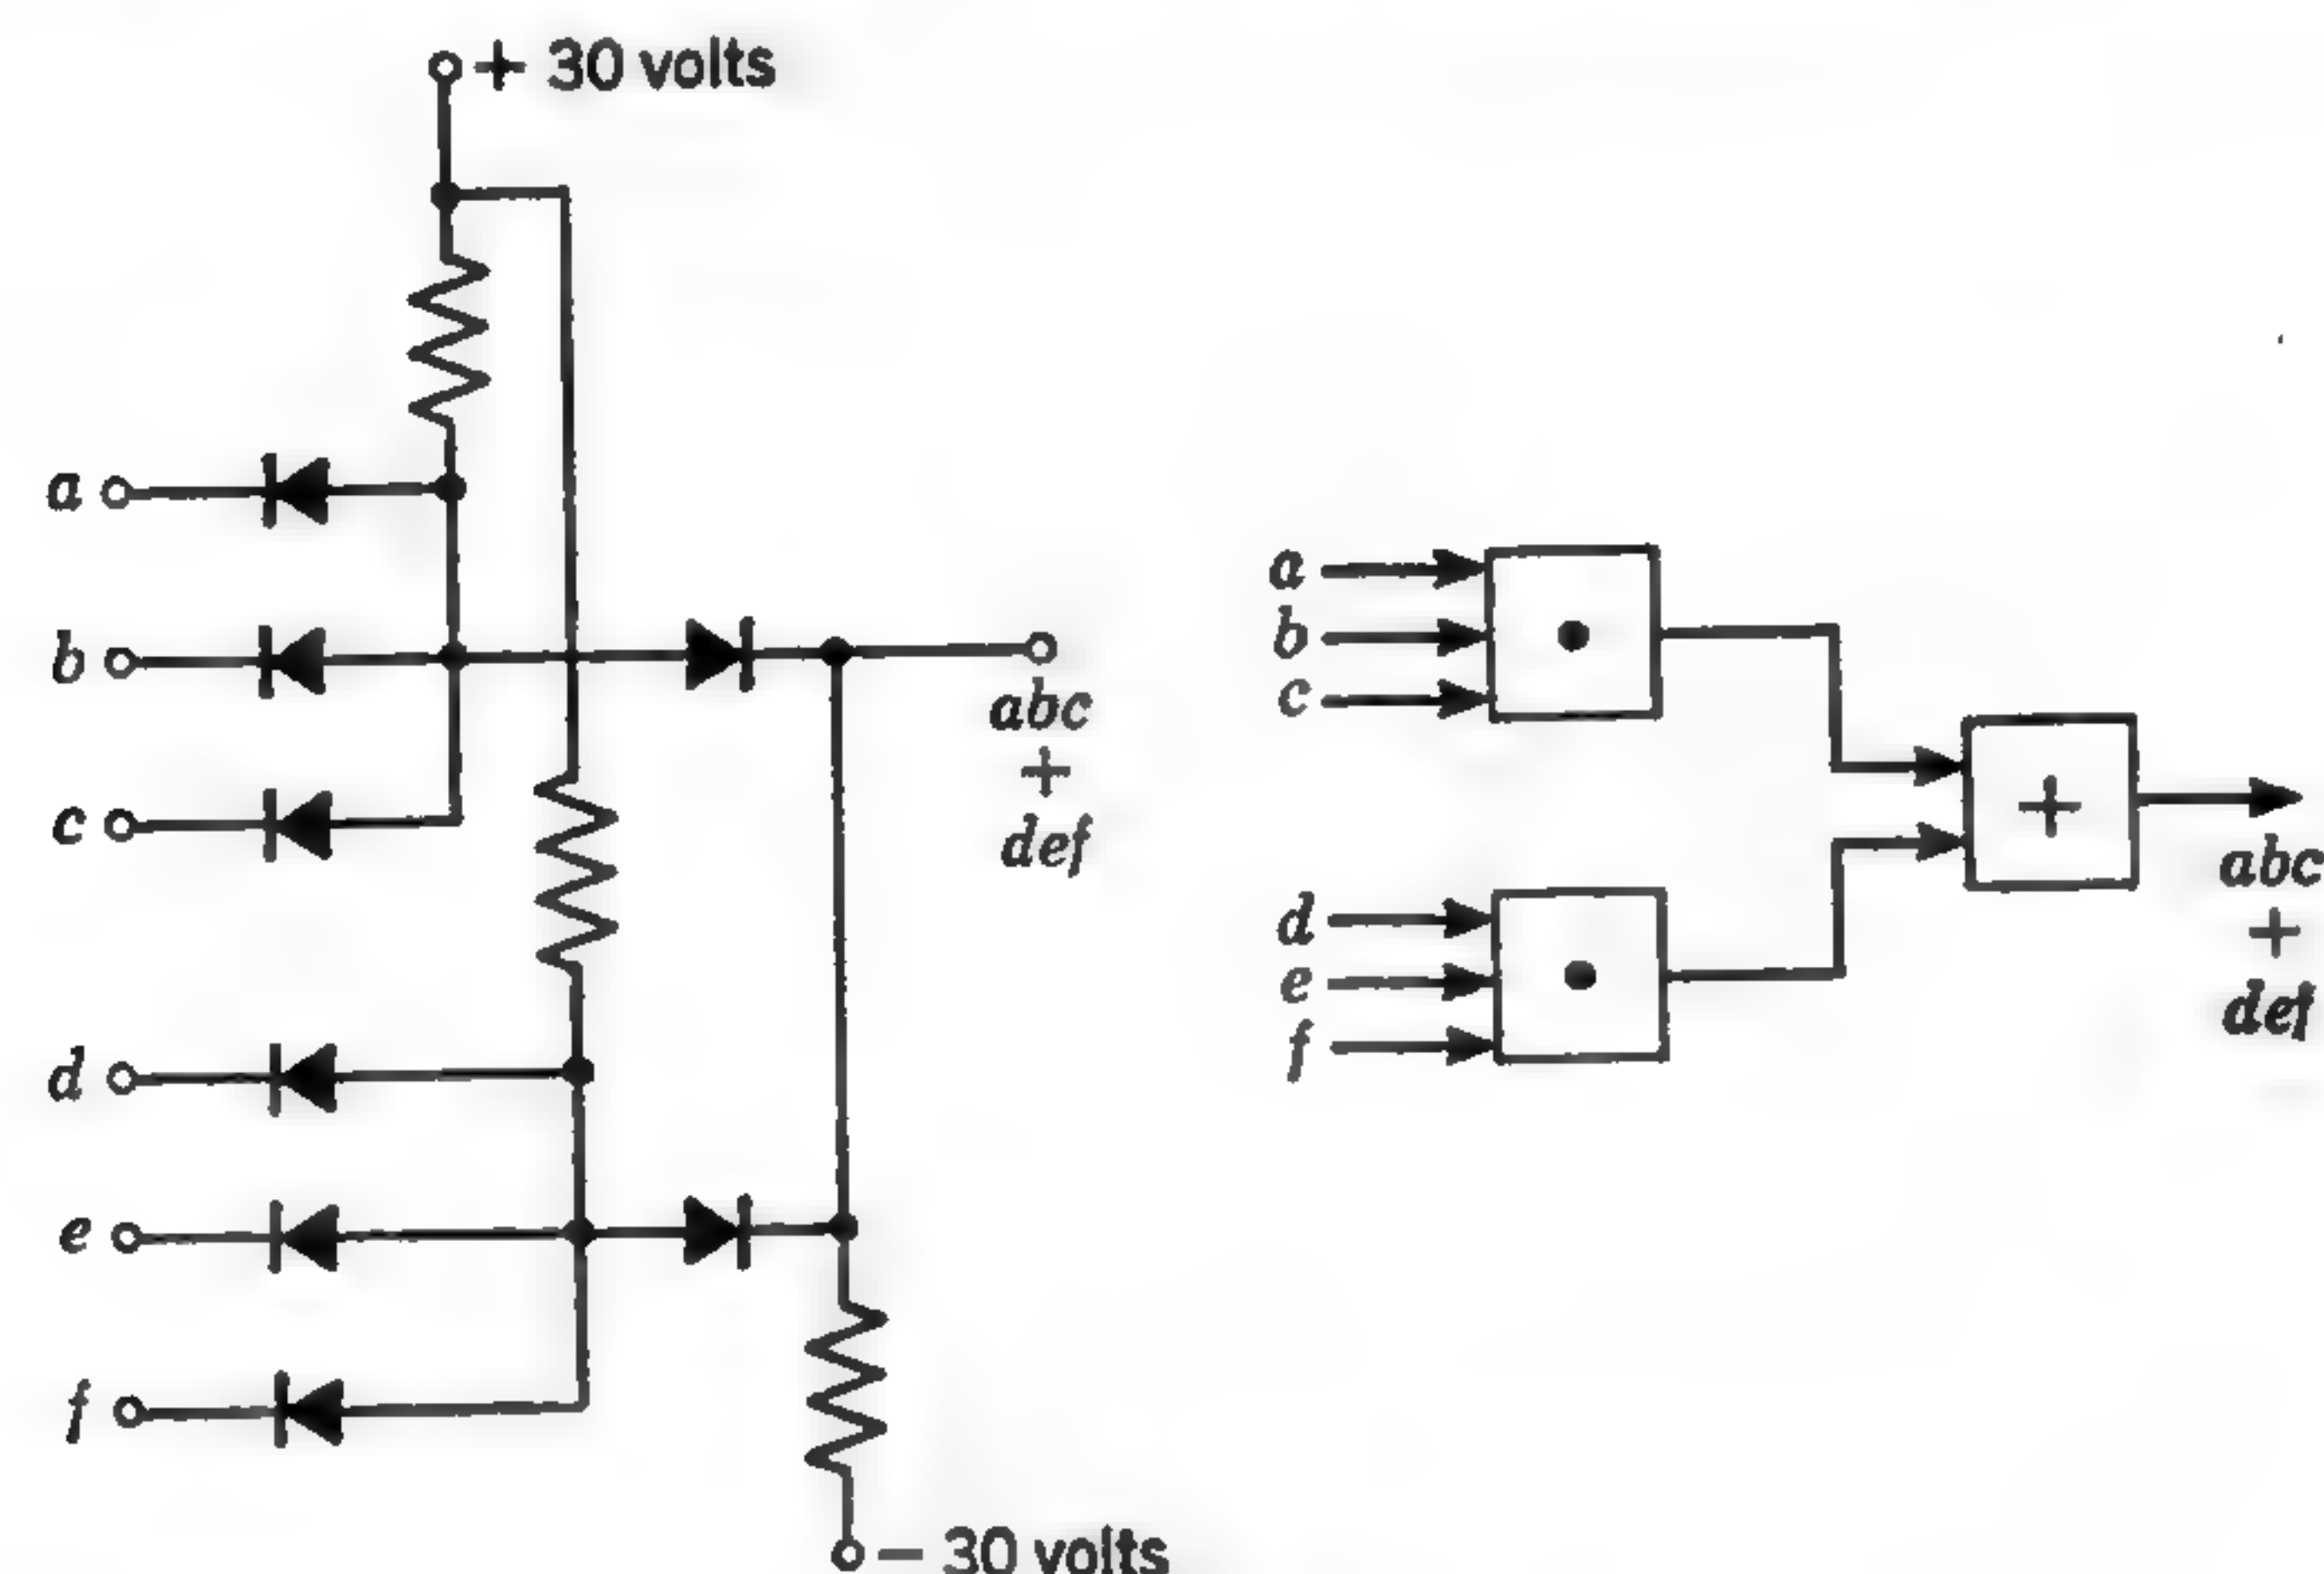 + 30 volts
a
b
c
abc
+
def
d
e
f
− 30 volts
a
b
c
d
e
f
+
abc
+
def